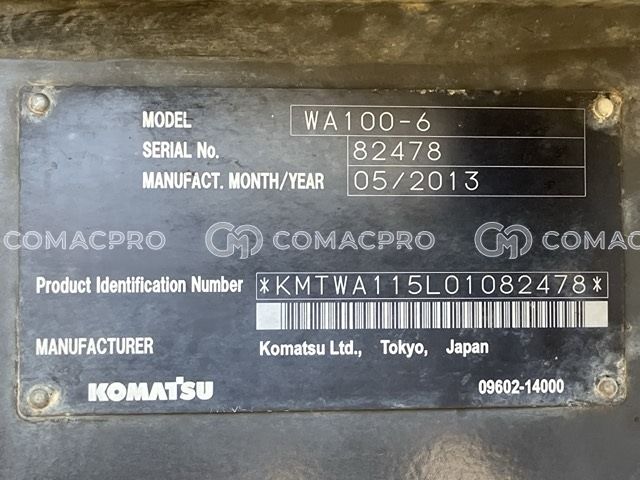 MODEL WA100-6
SERIAL No. 82478
MANUFACT. MONTH/YEAR 05/2013
COMACPRO COMACPRO COMACPRO
Product Identification Number *KMTWA115L01082478*
MANUFACTURER Komatsu Ltd., Tokyo, Japan
KOMATSU 09602-14000